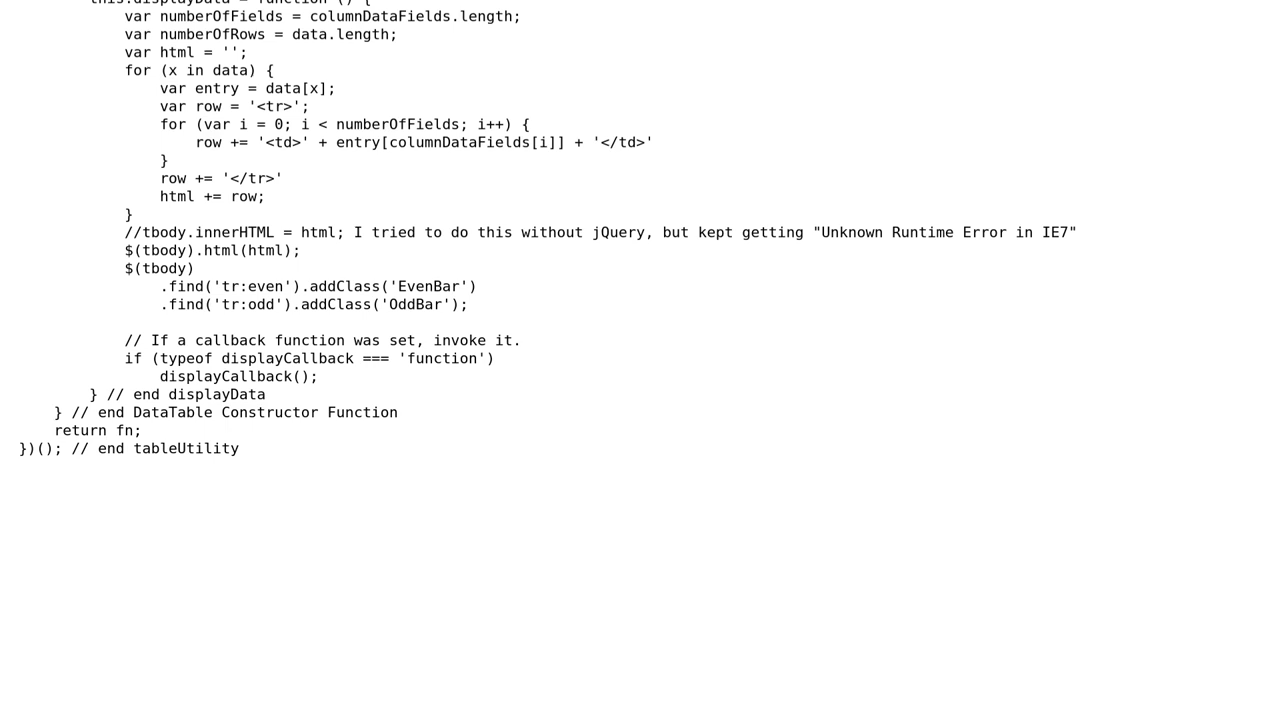 this.displayData = function () {
var numberOfFields = columnDataFields.length;
var numberOfRows = data.length;
var html = '';
for (x in data) {
var entry = data[x];
var row = '<tr>';
for (var i = 0; i < numberOfFields; i++) {
row += '<td>' + entry[columnDataFields[i]] + '</td>'
}
row += '</tr>'
html += row;
}
//tbody.innerHTML = html; I tried to do this without jQuery, but kept getting "Unknown Runtime Error in IE7"
$(tbody).html(html);
$(tbody)
.find('tr:even').addClass('EvenBar')
.find('tr:odd').addClass('OddBar');
// If a callback function was set, invoke it.
if (typeof displayCallback === 'function')
displayCallback();
} // end displayData
} // end DataTable Constructor Function
return fn;
})(); // end tableUtility